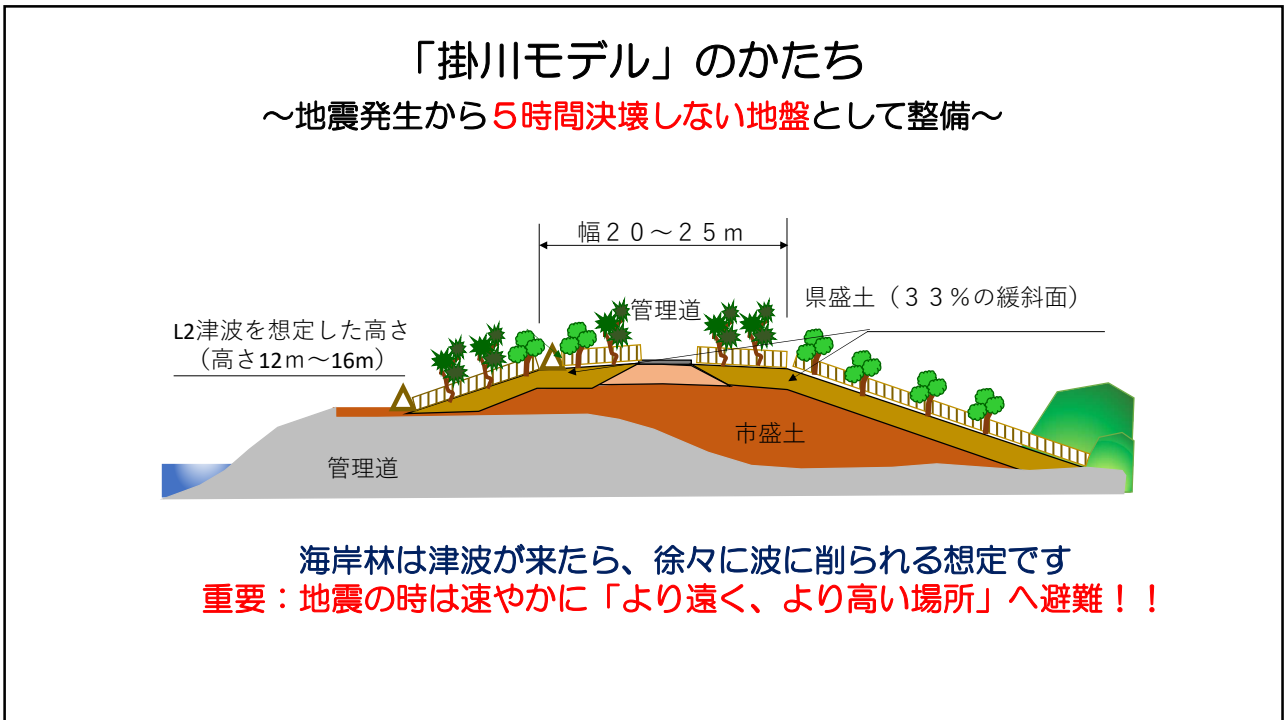 「掛川モデル」のかたち
～地震発生から５時間決壊しない地盤として整備～
幅２０～２５ｍ
管理道
県盛土（３３％の緩斜面）
L2津波を想定した高さ
（高さ12ｍ～16m）
市盛土
管理道
海岸林は津波が来たら、徐々に波に削られる想定です
重要：地震の時は速やかに「より遠く、より高い場所」へ避難！！